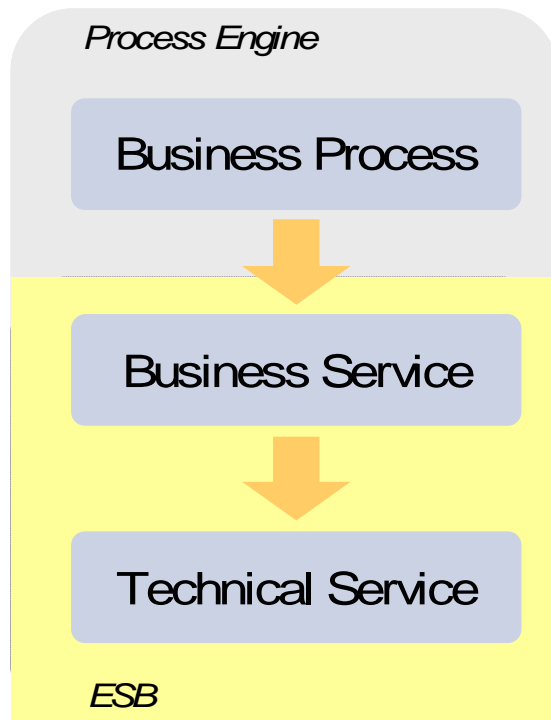 Process Engine
Business Process
Business Service
Technical Service
ESB